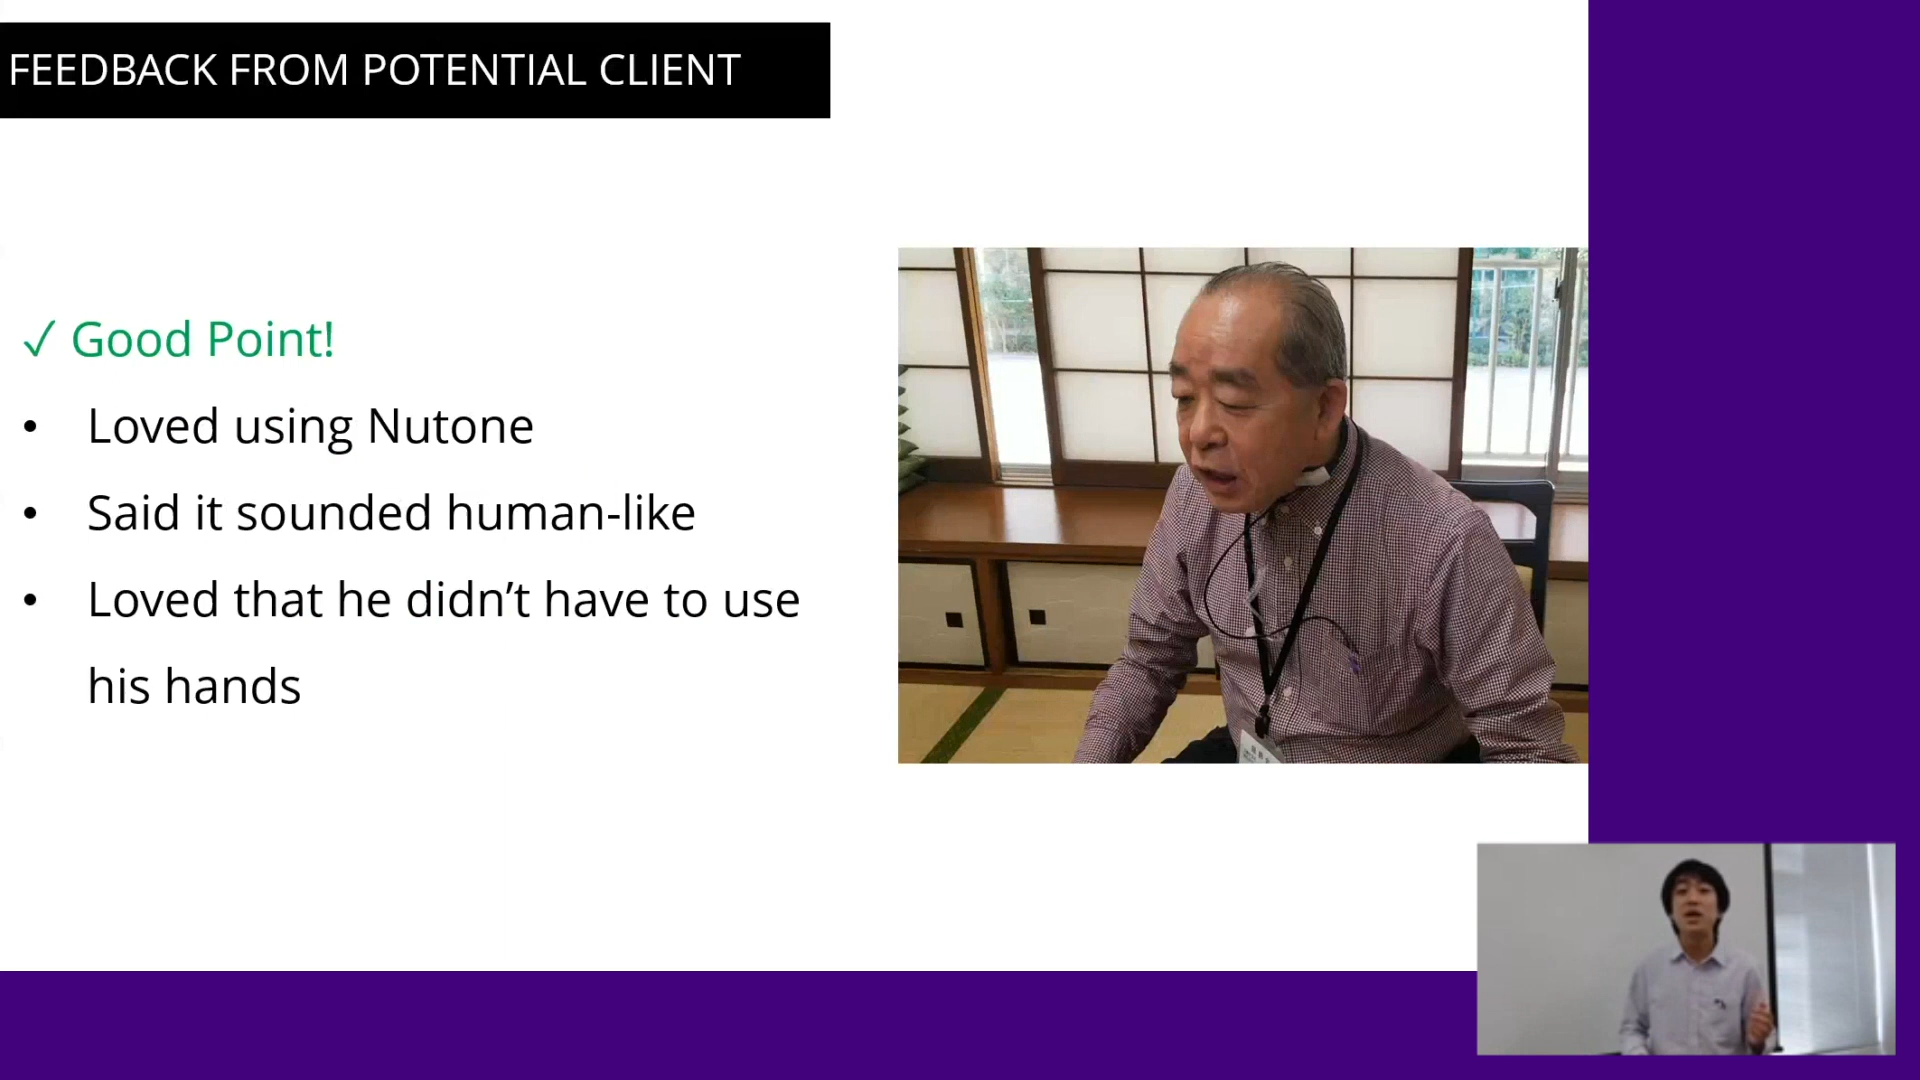 FEEDBACK FROM POTENTIAL CLIENT
✓ Good Point!
• Loved using Nutone
• Said it sounded human-like
• Loved that he didn’t have to use
his hands